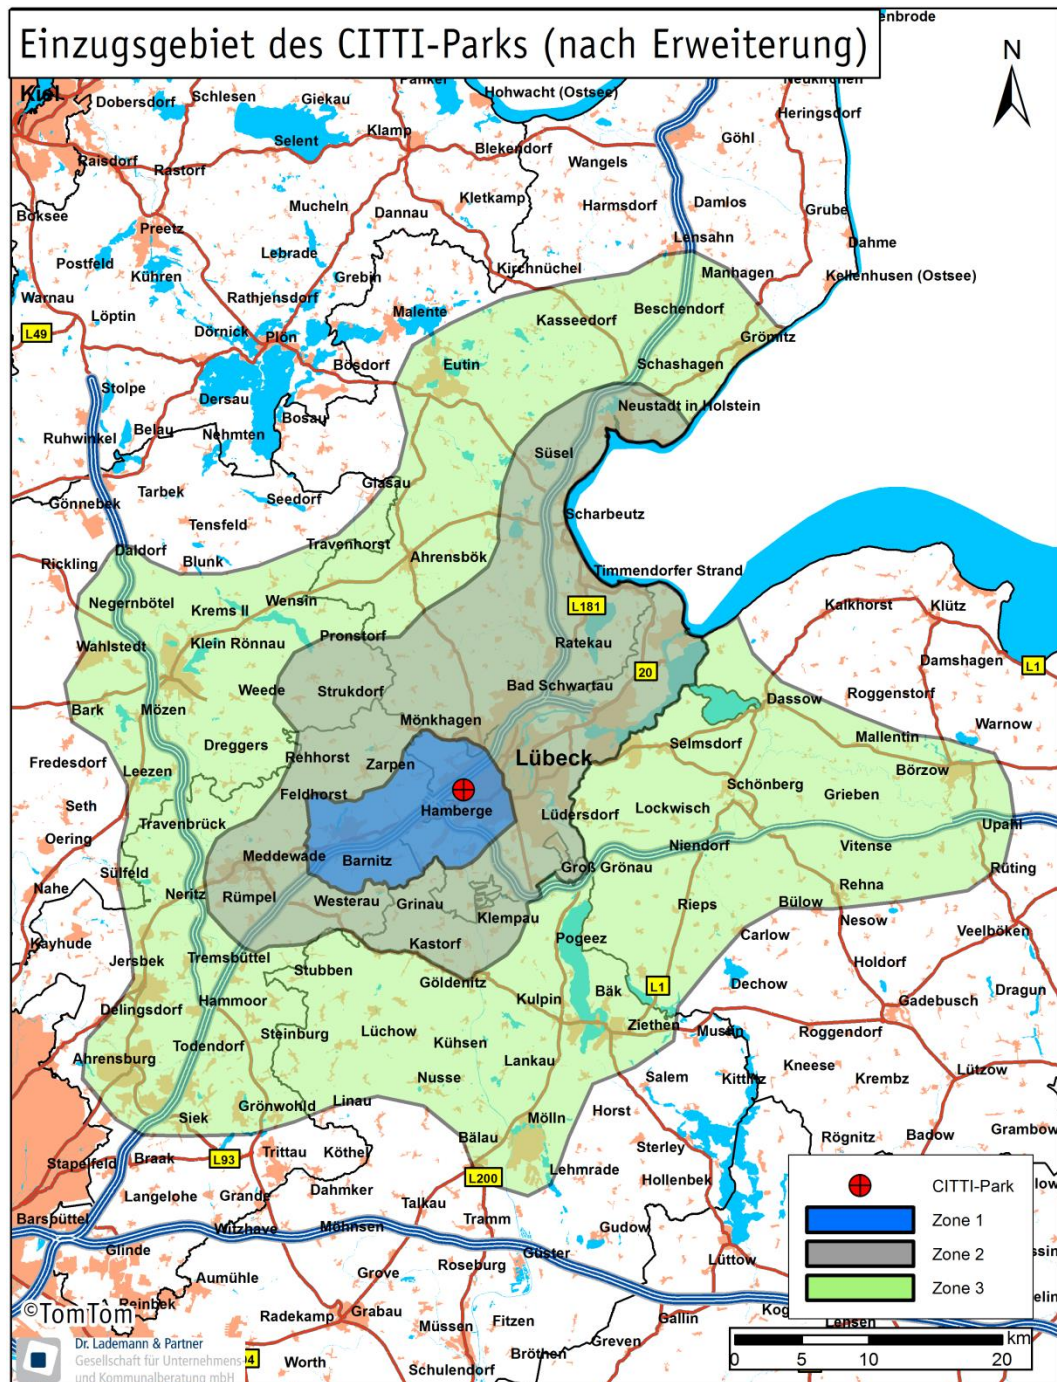 enbrode
Einzugsgebiet des CITTI-Parks (nach Erweiterung)
N
Kiel
Dobersdorf
Schlesen
Giekau
Panker
Hohwacht (Ostsee)
Neukirchen
Heringsdorf
Raisdorf
Rastorf
Selent
Klamp
Blekendorf
Wangels
Göhl
Boksee
Preetz
Mucheln
Dannau
Kletkamp
Harmsdorf
Damlos
Grube
Postfeld
Kühren
Lebrade
Grebin
Kirchnüchel
Lensahn
Dahme
Manhagen
Kellenhusen (Ostsee)
Warnau
Löptin
Rathjensdorf
Malente
Kasseedorf
Beschendorf
L49
Dörnick
Plön
Bösdorf
Eutin
Grömitz
Schashagen
Stolpe
Dersau
Bosau
Neustadt in Holstein
Ruhwinkel
Belau
Nehmten
Süsel
Gönnebek
Tarbek
Seedorf
Glasau
Scharbeutz
Tensfeld
Daldorf
Blunk
Travenhorst
Ahrensbök
Rickling
Timmendorfer Strand
Negernbötel
Krems II
Wensin
L181
Kalkhorst
Klütz
Wahlstedt
Klein Rönnau
Pronstorf
Ratekau
20
Damshagen
L1
Weede
Strukdorf
Bad Schwartau
Dassow
Roggenstorf
Bark
Mözen
Mönkhagen
Warnow
Dreggers
Rehhorst
Zarpen
Lübeck
Selmsdorf
Mallentin
Fredesdorf
Leezen
Feldhorst
Hamberge
Schönberg
Börzow
Seth
Travenbrück
Lüdersdorf
Lockwisch
Grieben
Oering
Upahl
Meddewade
Barnitz
Niendorf
Vitense
Sülfeld
Groß Grönau
Rüting
Nahe
Neritz
Rümpel
Westerau
Grinau
Klempau
Rieps
Bülow
Rehna
Nesow
Kayhude
Jersbek
Tremsbüttel
Kastorf
Pogeez
Carlow
Veelböken
Stubben
Göldenitz
Holdorf
Delingsdorf
Hammoor
Kulpin
Bäk
L1
Dechow
Gadebusch
Dragun
Steinburg
Lüchow
Ziethen
Mustin
Roggendorf
Ahrensburg
Todendorf
Kühsen
Lankau
Kneese
Lützow
Nusse
Salem
Kittlitz
Krembz
Siek
Grönwohld
Linau
Mölln
Horst
Rögnitz
Badow
Grambow
Stapelfeld
Braak
L93
Trittau
Köthel
Bälau
Sterley
L200
Lehmrade
Hollenbek
Langelohe
Grande
Dahmker
Talkau
Barsbüttel
Witzhave
Möhnsen
Tramm
Gudow
Glinde
Güster
Lüttow
Aumühle
Grove
Roseburg
Reinbek
Radekamp
Grabau
Müssen
Fitzen
Gallin
Kog
Lensen
Greven
Worth
Schulendorf
Bröthen
CITTI-Park
Zone 1
Zone 2
Zone 3
km
0 5 10 20
©TomTom
Dr. Lademann & Partner
Gesellschaft für Unternehmens-
und Kommunalberatung mbH